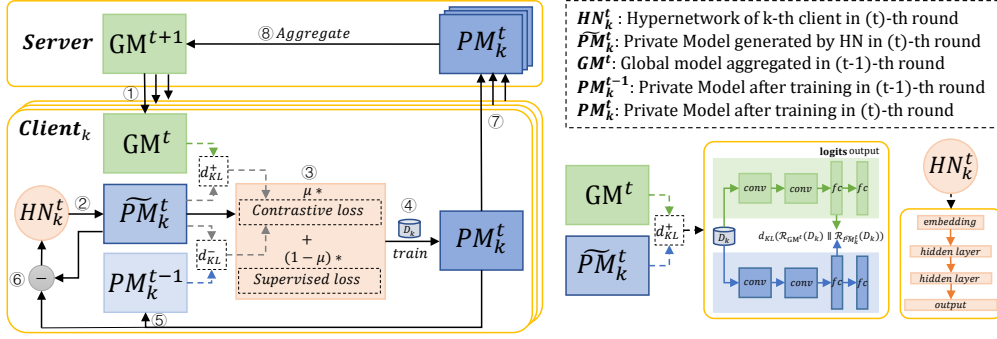 Server
GM^{t+1}
⑧ Aggregate
PM_k^t
①
⑦
Client_k
GM^t
d_{KL}^+
③
μ *
Contrastive loss
+
(1 − μ) *
Supervised loss
HN_k^t
②
\widetilde{PM}_k^t
④
D_k
train
PM_k^t
d_{KL}^-
⑥
−
PM_k^{t-1}
⑤
HN_k^t: Hypernetwork of k-th client in (t)-th round
\widetilde{PM}_k^t: Private Model generated by HN in (t)-th round
GM^t: Global model aggregated in (t-1)-th round
PM_k^{t-1}: Private Model after training in (t-1)-th round
PM_k^t: Private Model after training in (t)-th round
GM^t
\widetilde{PM}_k^t
d_{KL}^+
logits output
conv
conv
fc
fc
D_k
d_{KL}(ℛ_{GM^t}(D_k) ∥ ℛ_{\widetilde{PM}_k^t}(D_k))
conv
conv
fc
fc
HN_k^t
embedding
hidden layer
hidden layer
output